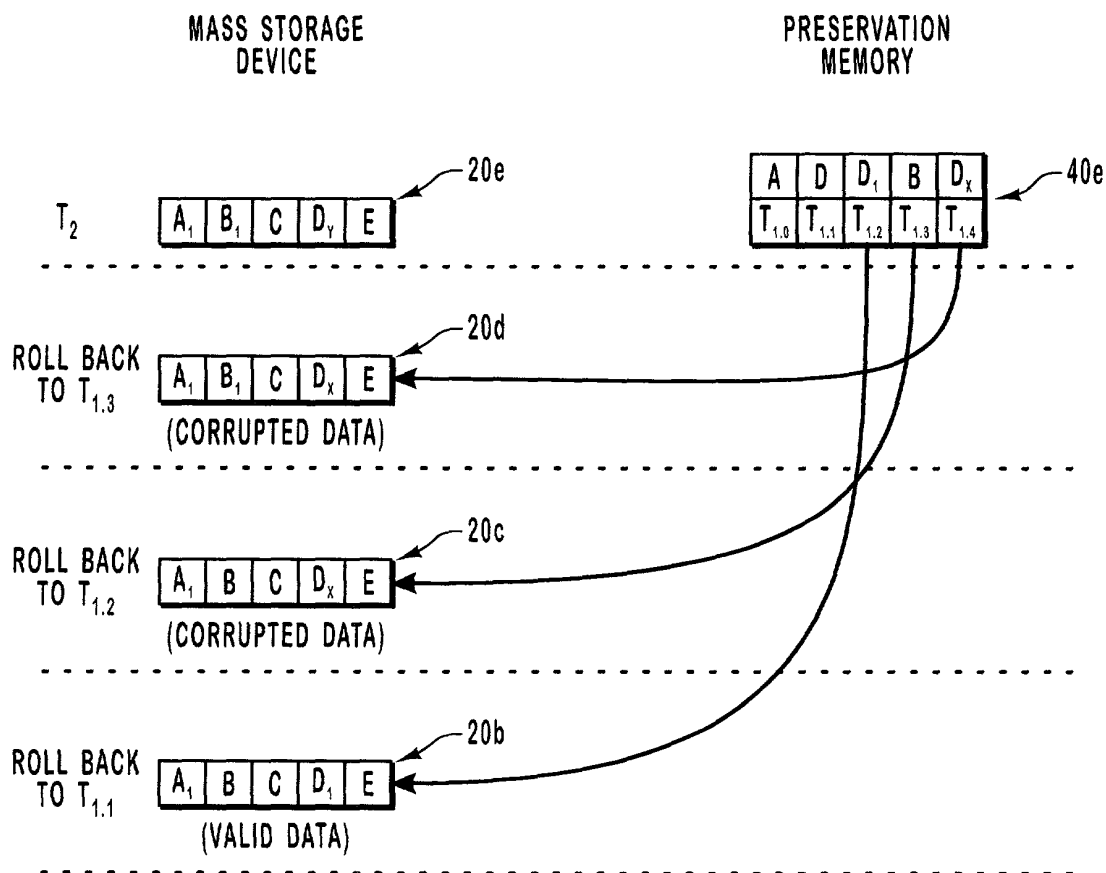 MASS STORAGE
DEVICE
PRESERVATION
MEMORY
20e
A D D₁ B Dₓ
40e
T₂
A₁ B₁ C Dᵧ E
T₁.₀ T₁.₁ T₁.₂ T₁.₃ T₁.₄
20d
ROLL BACK
TO T₁.₃
A₁ B₁ C Dₓ E
(CORRUPTED DATA)
20c
ROLL BACK
TO T₁.₂
A₁ B C Dₓ E
(CORRUPTED DATA)
20b
ROLL BACK
TO T₁.₁
A₁ B C D₁ E
(VALID DATA)